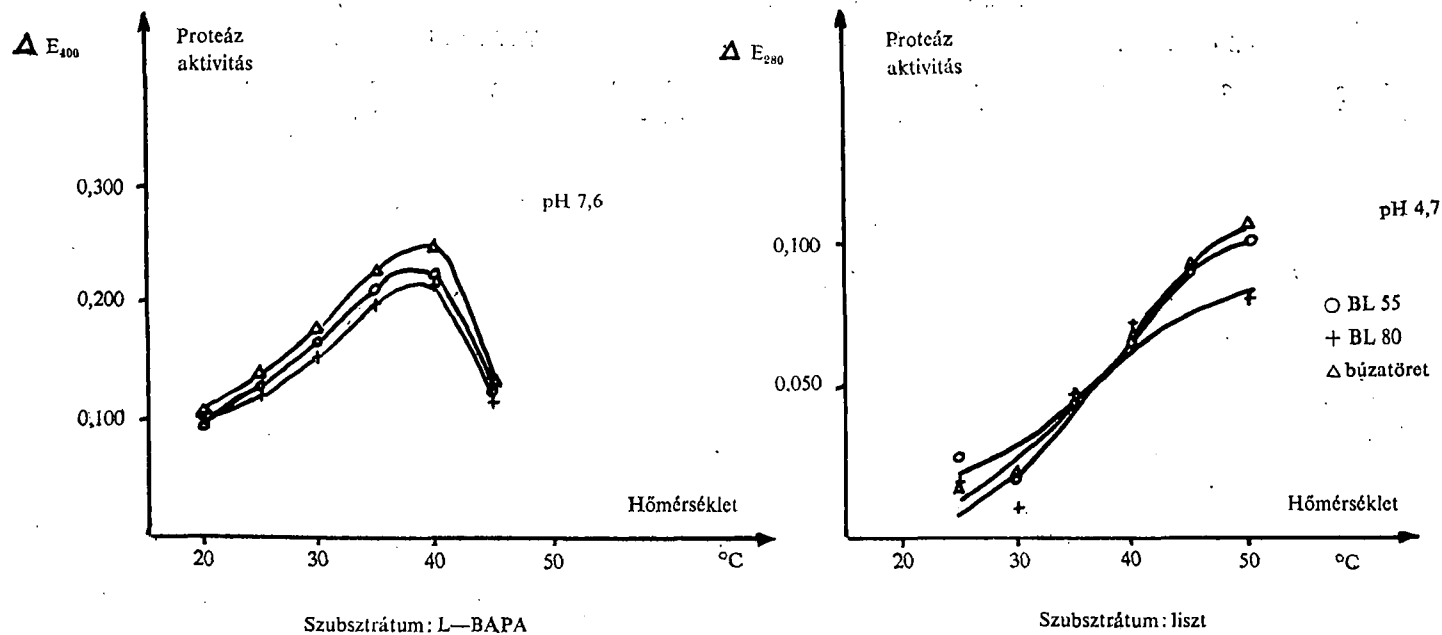 Δ E₄₀₀
Proteáz
aktivitás
0,300
0,200
0,100
pH 7,6
Hőmérséklet
20
30
40
50
°C
Szubsztrátum: L—BAPA
Δ E₂₈₀
Proteáz
aktivitás
0,100
0.050
pH 4,7
O BL 55
+ BL 80
Δ búzatöret
Hőmérséklet
20
30
40
50
°C
Szubsztrátum: liszt